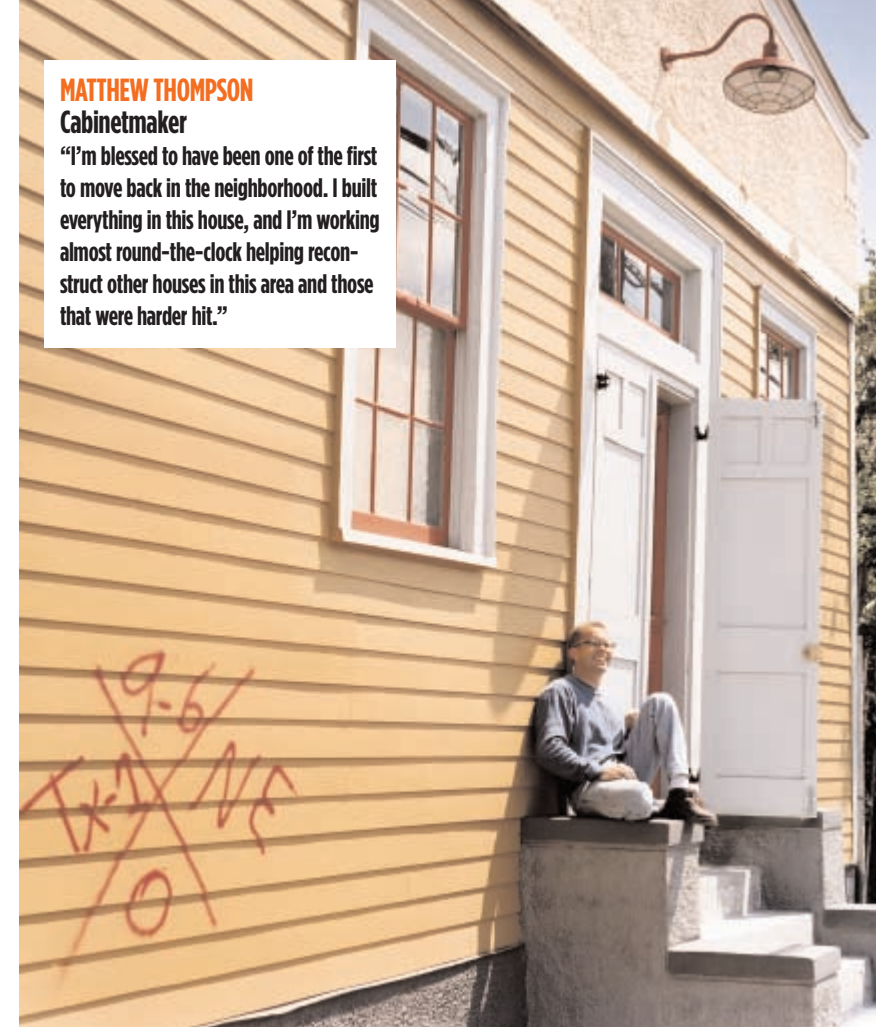 MATTHEW THOMPSON
Cabinetmaker
“I’m blessed to have been one of the first
to move back in the neighborhood. I built
everything in this house, and I’m working
almost round-the-clock helping recon-
struct other houses in this area and those
that were harder hit.”
9-6
Tx-1 NE
0